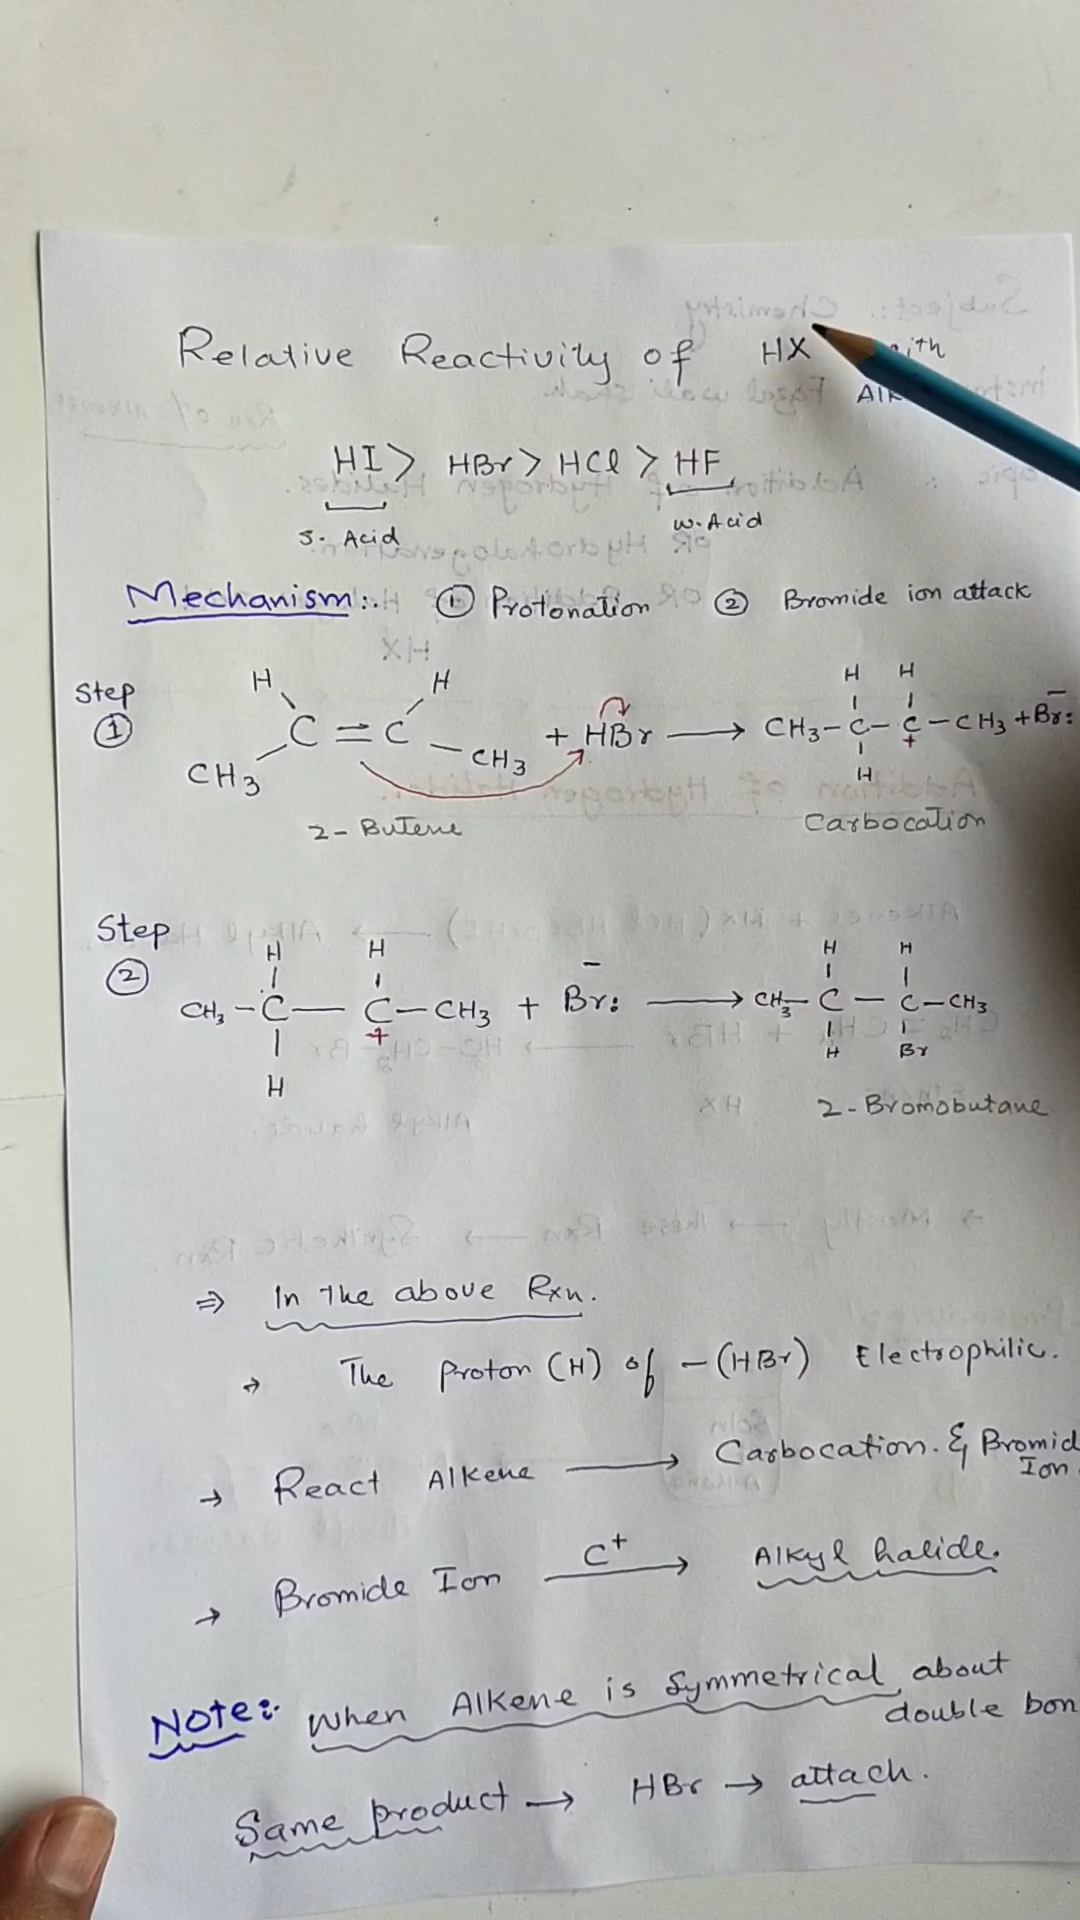 Relative Reactivity of HX with
HI > HBr > HCl > HF
S. Acid
w. Acid
Mechanism:. ① Protonation ② Bromide ion attack
Step
①
H H
C = C
CH3 CH3
+ HBr ⟶
H H
CH3-C-C-CH3 + Br:
+
H
2-Butene
Carbocation
Step
②
H H
CH3-C-C-CH3 + Br: ⟶
+
H
H H
CH3-C-C-CH3
H Br
2-Bromobutane
⇒ In the above Rxn.
→ The Proton (H) of -(HBr) Electrophilic.
→ React Alkene ⟶ Carbocation. & Bromid
Ion.
→ Bromide Ion C+ ⟶ Alkyl halide.
Note:. When Alkene is Symmetrical about
double bon
Same product → HBr → attach.